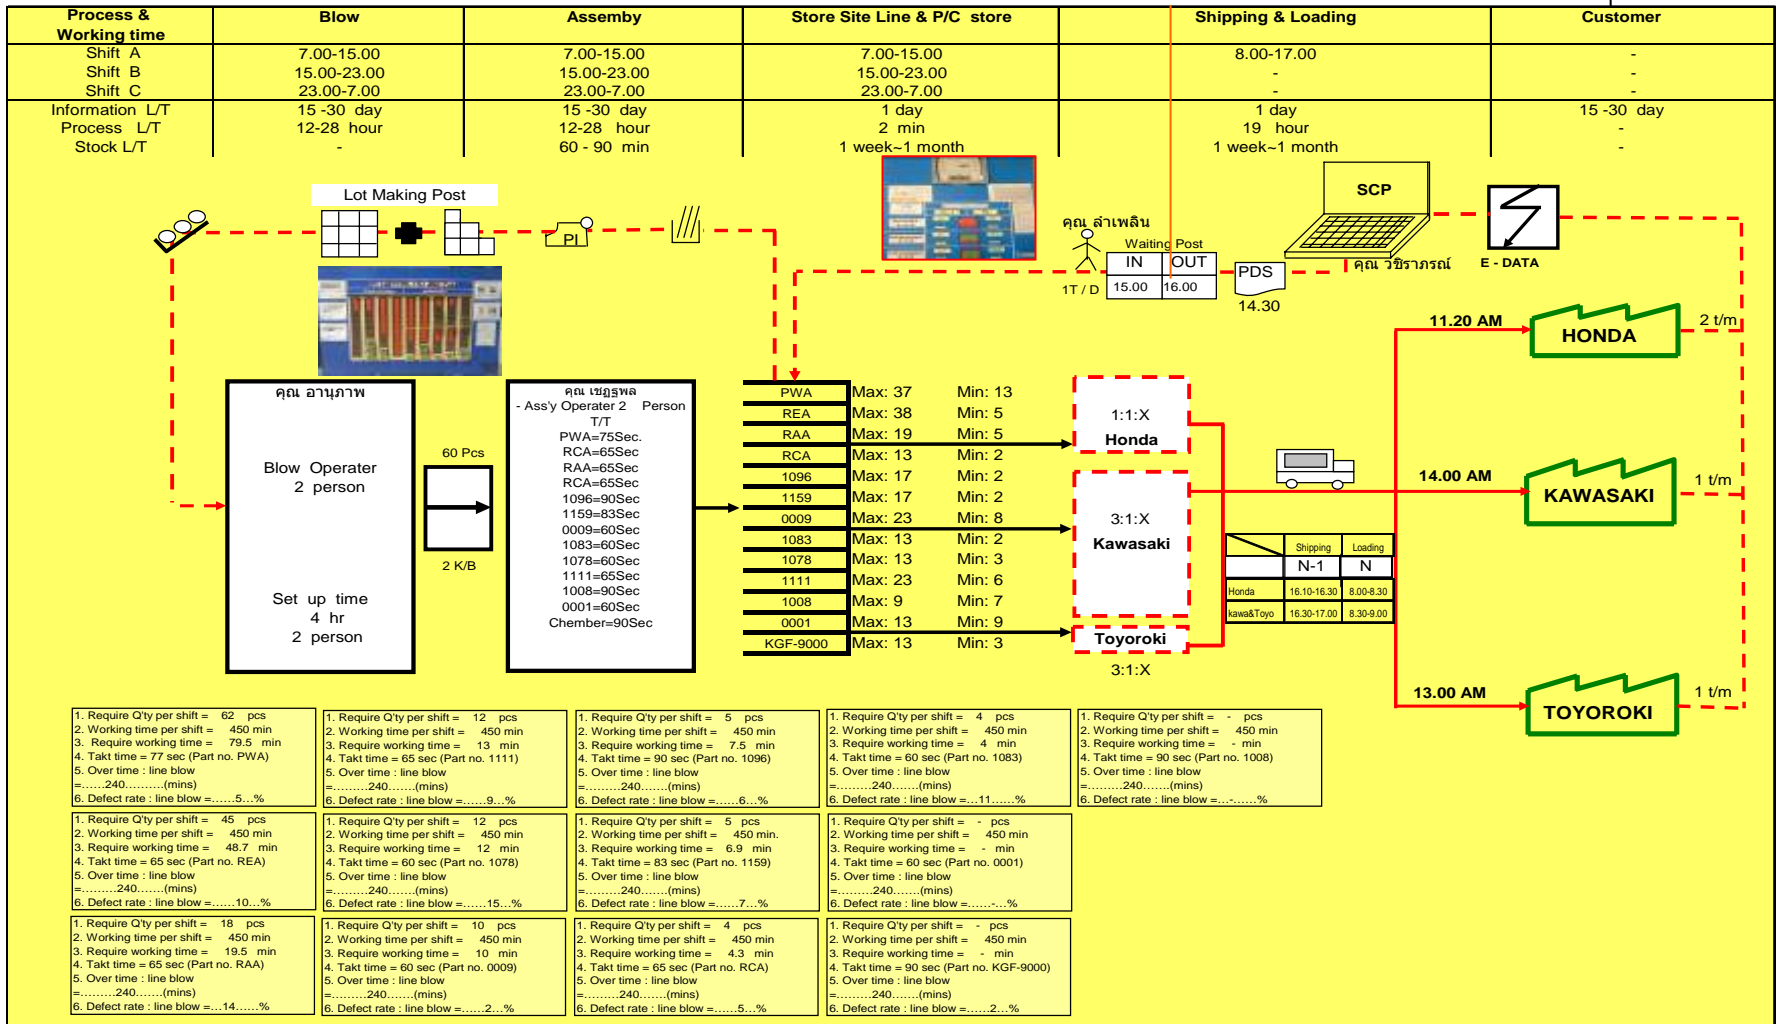 Process & Working time Blow Assemby Store Site Line & P/C store Shipping & Loading Customer
Shift A 7.00-15.00 7.00-15.00 7.00-15.00 8.00-17.00 -
Shift B 15.00-23.00 15.00-23.00 15.00-23.00 - -
Shift C 23.00-7.00 23.00-7.00 23.00-7.00 - -
Information L/T 15 -30 day 15 -30 day 1 day 1 day 15 -30 day
Process L/T 12-28 hour 12-28 hour 2 min 19 hour -
Stock L/T - 60 - 90 min 1 week~1 month 1 week~1 month -
Lot Making Post
PI
คุณ ลำเพลิน
Waiting Post
IN OUT
15.00 16.00
1T / D
PDS
14.30
SCP
คุณ วชิราภรณ์
E - DATA
11.20 AM
HONDA
2 t/m
14.00 AM
KAWASAKI
1 t/m
13.00 AM
TOYOROKI
1 t/m
คุณ อานุภาพ
Blow Operater
2 person
Set up time
4 hr
2 person
60 Pcs
2 K/B
คุณ เชฏฐพล
- Ass'y Operater 2 Person
T/T
PWA=75Sec.
RCA=65Sec
RAA=65Sec
RCA=65Sec
1096=90Sec
1159=83Sec
0009=60Sec
1083=60Sec
1078=60Sec
1111=65Sec
1008=90Sec
0001=60Sec
Chember=90Sec
PWA Max: 37 Min: 13
REA Max: 38 Min: 5
RAA Max: 19 Min: 5
RCA Max: 13 Min: 2
1096 Max: 17 Min: 2
1159 Max: 17 Min: 2
0009 Max: 23 Min: 8
1083 Max: 13 Min: 2
1078 Max: 13 Min: 3
1111 Max: 23 Min: 6
1008 Max: 9 Min: 7
0001 Max: 13 Min: 9
KGF-9000 Max: 13 Min: 3
1:1:X
Honda
3:1:X
Kawasaki
Toyoroki
3:1:X
Shipping Loading
N-1 N
Honda 16.10-16.30 8.00-8.30
kawa&Toyo 16.30-17.00 8.30-9.00
1. Require Q'ty per shift = 62 pcs
2. Working time per shift = 450 min
3. Require working time = 79.5 min
4. Takt time = 77 sec (Part no. PWA)
5. Over time : line blow
=......240.........(mins)
6. Defect rate : line blow =......5...%
1. Require Q'ty per shift = 12 pcs
2. Working time per shift = 450 min
3. Require working time = 13 min
4. Takt time = 65 sec (Part no. 1111)
5. Over time : line blow
=.........240.......(mins)
6. Defect rate : line blow =......9...%
1. Require Q'ty per shift = 5 pcs
2. Working time per shift = 450 min
3. Require working time = 7.5 min
4. Takt time = 90 sec (Part no. 1096)
5. Over time : line blow
=.........240.......(mins)
6. Defect rate : line blow =......6...%
1. Require Q'ty per shift = 4 pcs
2. Working time per shift = 450 min
3. Require working time = 4 min
4. Takt time = 60 sec (Part no. 1083)
5. Over time : line blow
=.........240.......(mins)
6. Defect rate : line blow =...11......%
1. Require Q'ty per shift = - pcs
2. Working time per shift = 450 min
3. Require working time = - min
4. Takt time = 90 sec (Part no. 1008)
5. Over time : line blow
=.........240.......(mins)
6. Defect rate : line blow =...-......%
1. Require Q'ty per shift = 45 pcs
2. Working time per shift = 450 min
3. Require working time = 48.7 min
4. Takt time = 65 sec (Part no. REA)
5. Over time : line blow
=.........240.......(mins)
6. Defect rate : line blow =......10...%
1. Require Q'ty per shift = 12 pcs
2. Working time per shift = 450 min
3. Require working time = 12 min
4. Takt time = 60 sec (Part no. 1078)
5. Over time : line blow
=.........240.......(mins)
6. Defect rate : line blow =......15...%
1. Require Q'ty per shift = 5 pcs
2. Working time per shift = 450 min.
3. Require working time = 6.9 min
4. Takt time = 83 sec (Part no. 1159)
5. Over time : line blow
=.........240.......(mins)
6. Defect rate : line blow =......7...%
1. Require Q'ty per shift = - pcs
2. Working time per shift = 450 min
3. Require working time = - min
4. Takt time = 60 sec (Part no. 0001)
5. Over time : line blow
=.........240.......(mins)
6. Defect rate : line blow =......-...%
1. Require Q'ty per shift = 18 pcs
2. Working time per shift = 450 min
3. Require working time = 19.5 min
4. Takt time = 65 sec (Part no. RAA)
5. Over time : line blow
=.........240.......(mins)
6. Defect rate : line blow =...14......%
1. Require Q'ty per shift = 10 pcs
2. Working time per shift = 450 min
3. Require working time = 10 min
4. Takt time = 60 sec (Part no. 0009)
5. Over time : line blow
=.........240.......(mins)
6. Defect rate : line blow =......2...%
1. Require Q'ty per shift = 4 pcs
2. Working time per shift = 450 min
3. Require working time = 4.3 min
4. Takt time = 65 sec (Part no. RCA)
5. Over time : line blow
=.........240.......(mins)
6. Defect rate : line blow =......5...%
1. Require Q'ty per shift = - pcs
2. Working time per shift = 450 min
3. Require working time = - min
4. Takt time = 90 sec (Part no. KGF-9000)
5. Over time : line blow
=.........240.......(mins)
6. Defect rate : line blow =......2...%